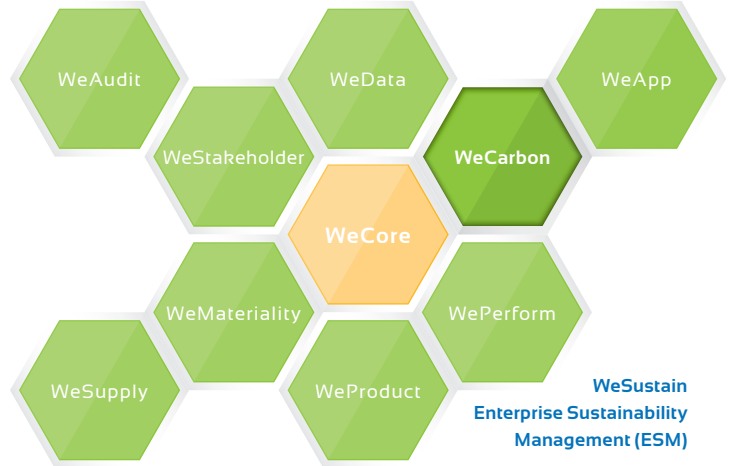 WeAudit
WeData
WeApp
WeStakeholder
WeCarbon
WeCore
WeMateriality
WePerform
WeSupply
WeProduct
WeSustain
Enterprise Sustainability
Management (ESM)